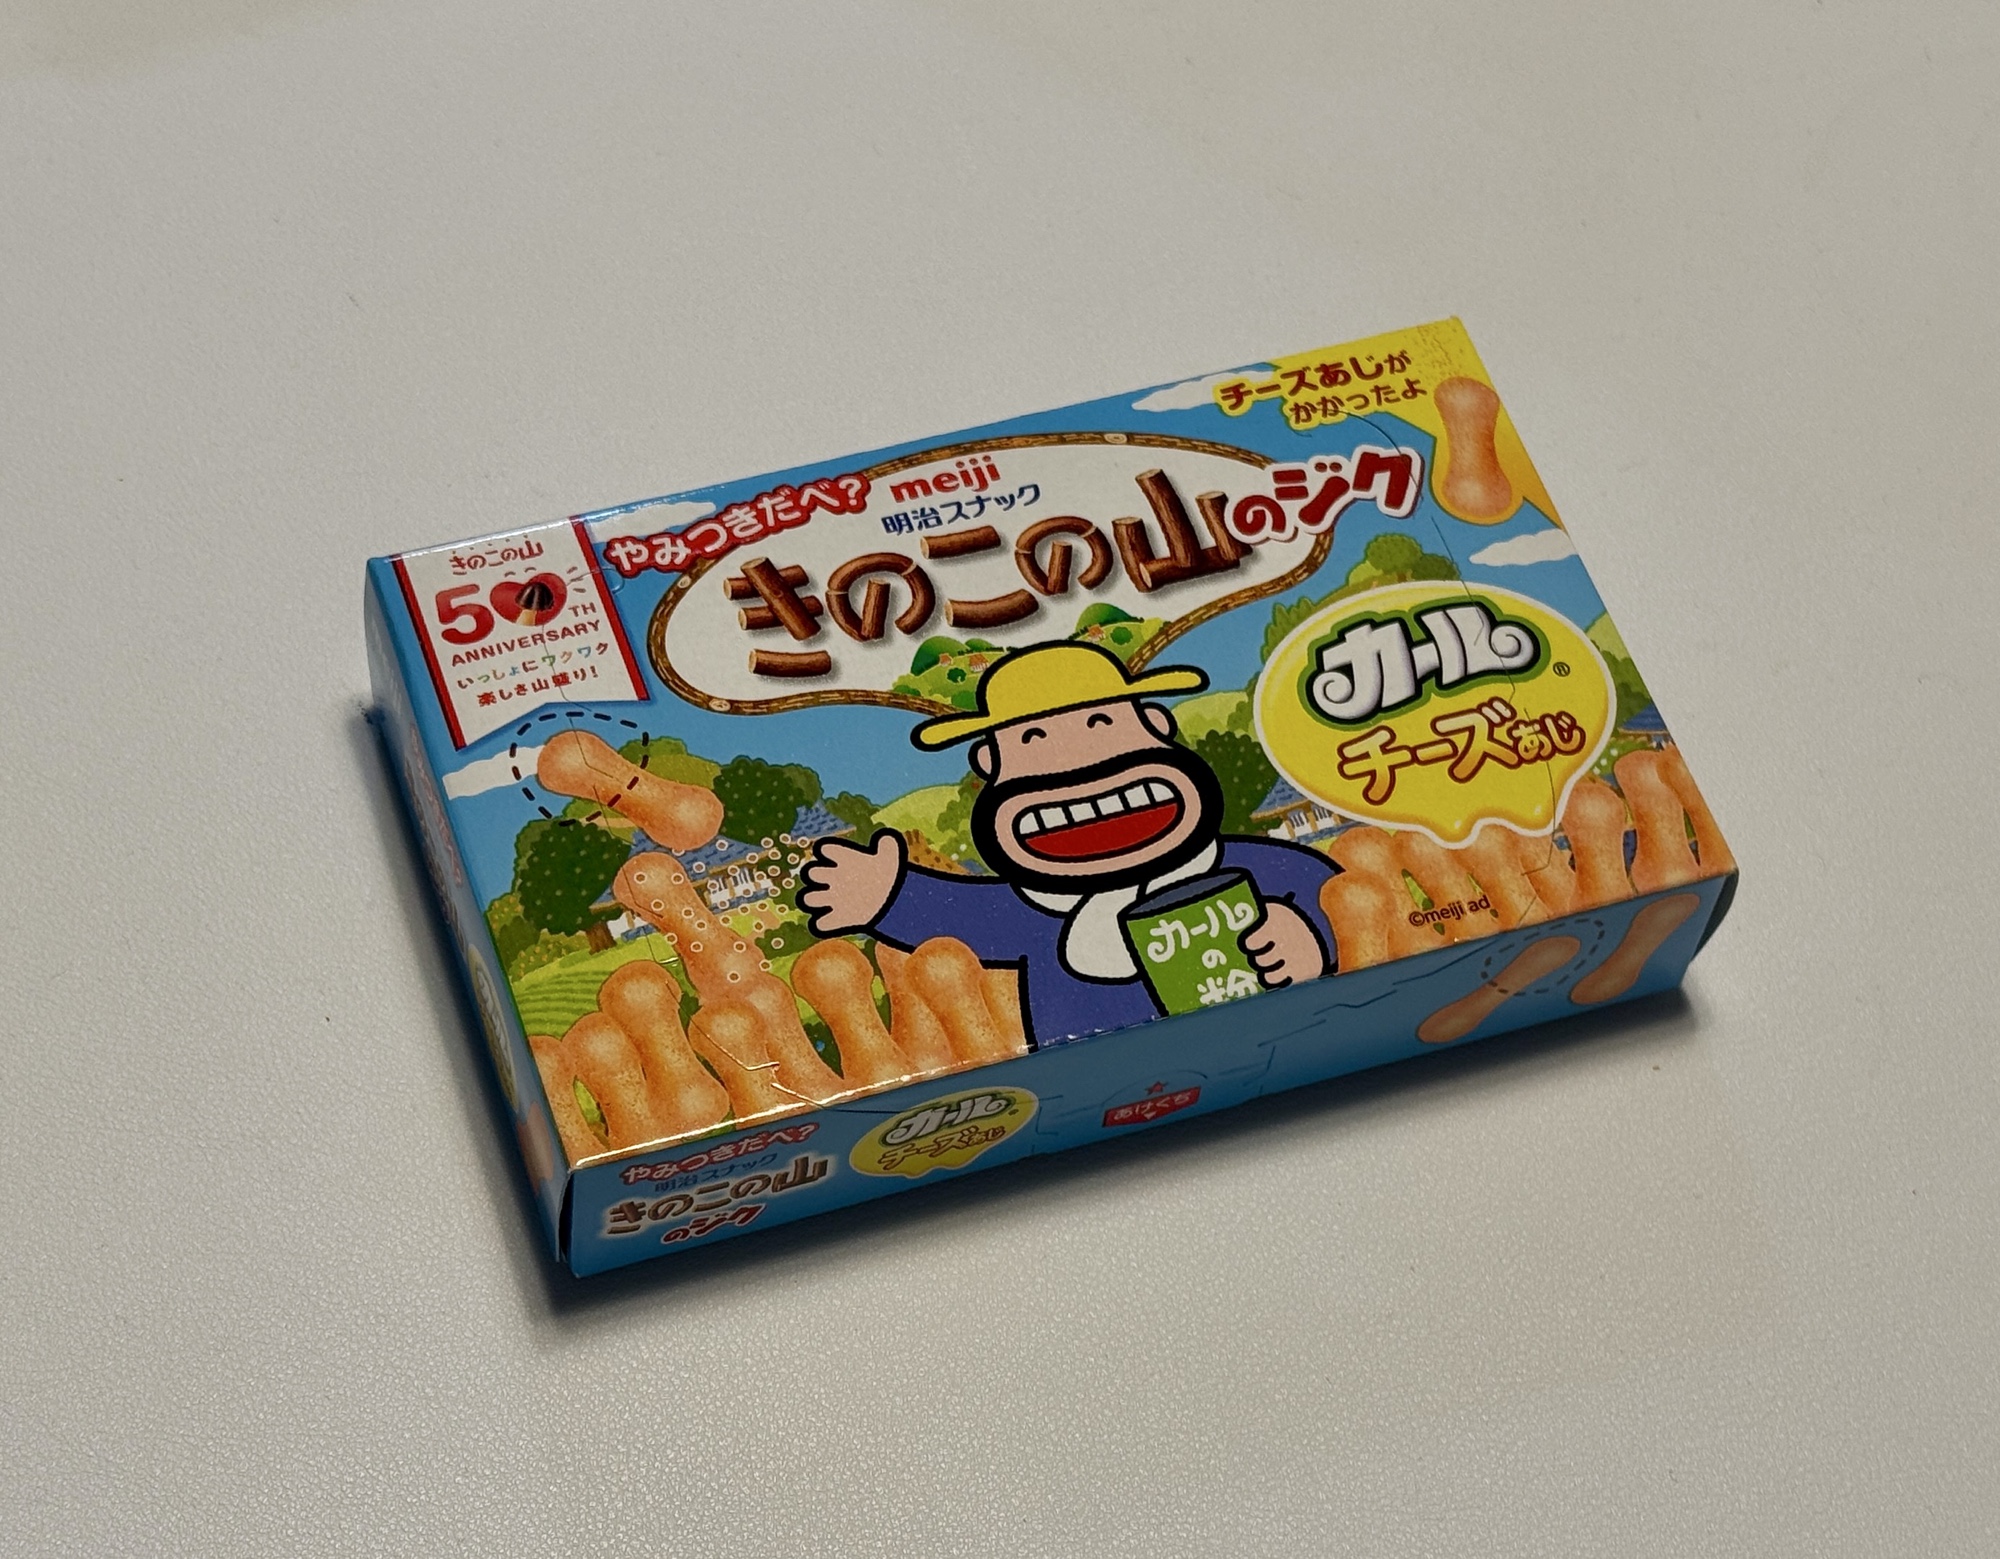 チーズあじが
かかったよ
やみつきだべ?
meiji
明治スナック
きのこの山のジク
きのこの山
50TH
ANNIVERSARY
いっしょにワクワク
楽しさ山盛り!
カール®
チーズあじ
カール
の
粉
©meiji ad
やみつきだべ?
明治スナック
きのこの山
のジク
カール
チーズあじ
あけくち